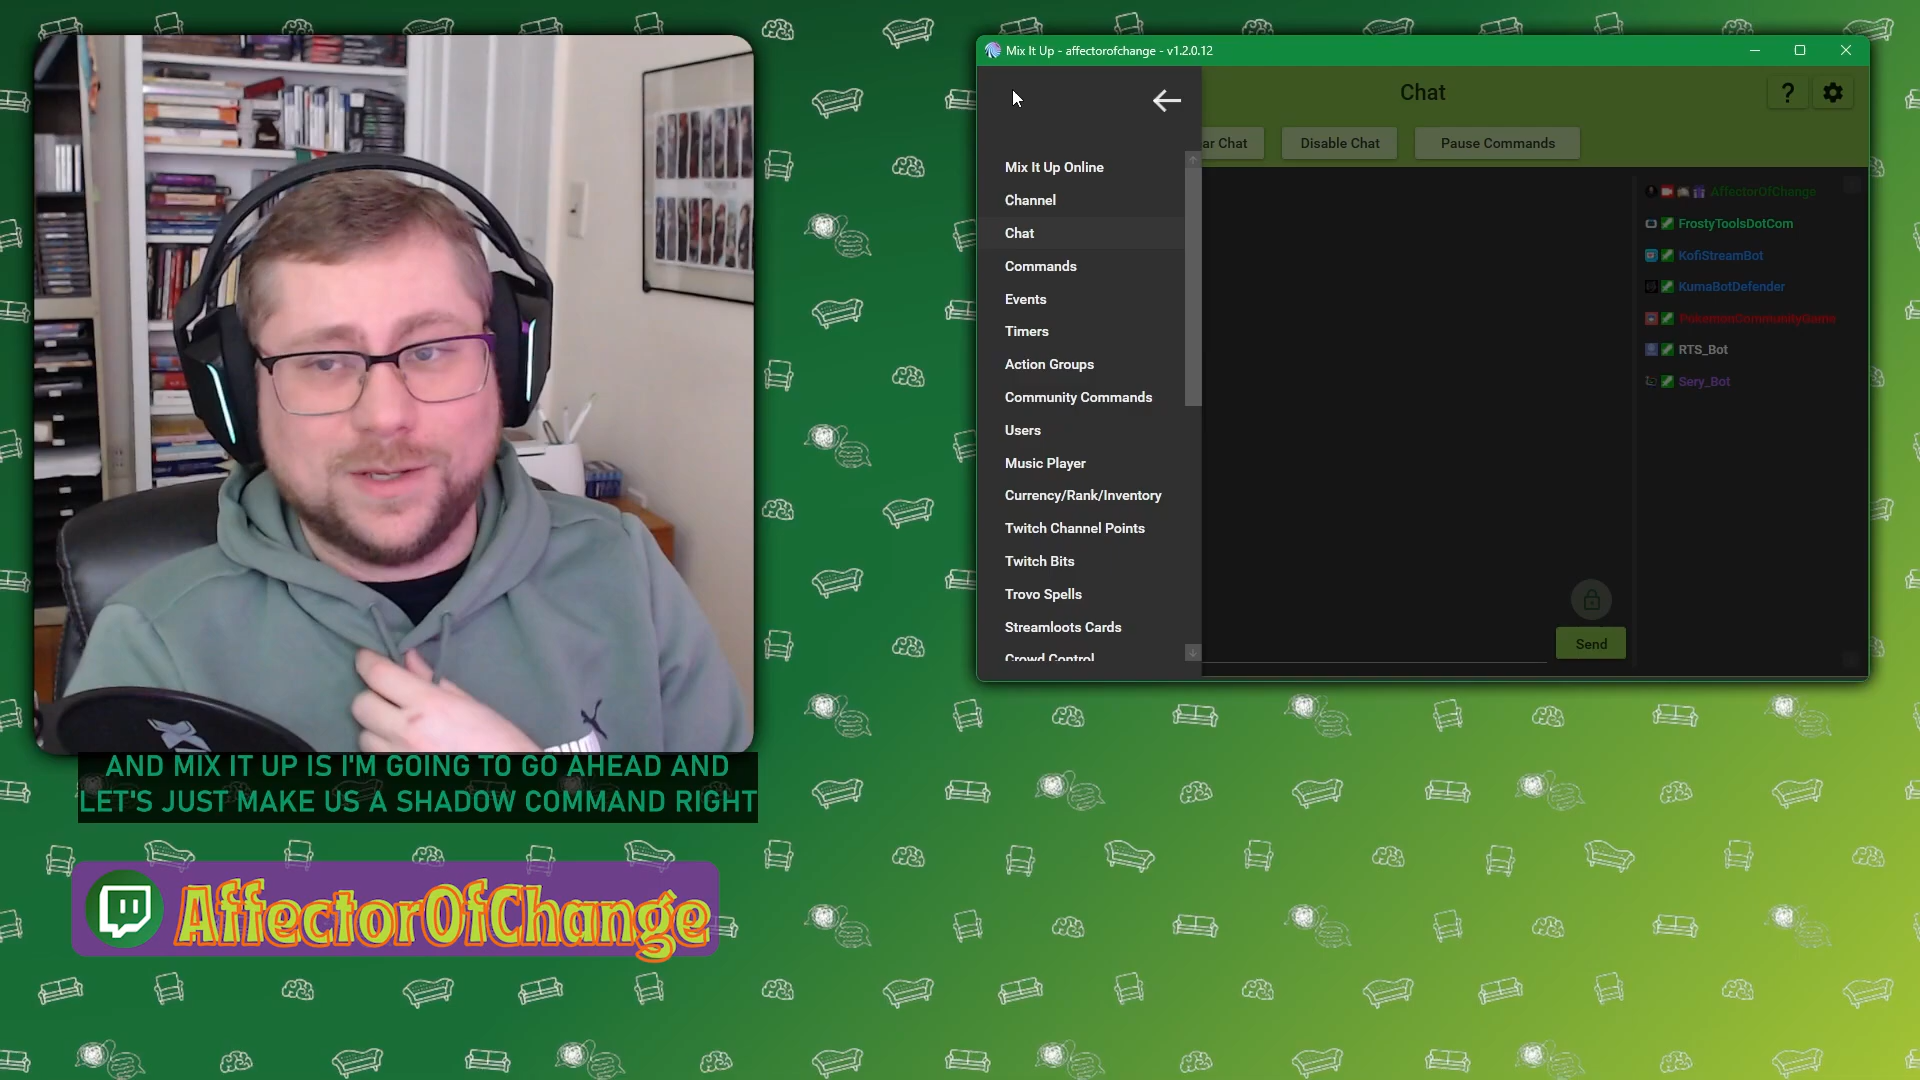 Mix It Up - affectorofchange - v1.2.0.12
Chat
?
ar Chat
Disable Chat
Pause Commands
Mix It Up Online
Channel
Chat
Commands
Events
Timers
Action Groups
Community Commands
Users
Music Player
Currency/Rank/Inventory
Twitch Channel Points
Twitch Bits
Trovo Spells
Streamloots Cards
Crowd Control
AffectorOfChange
FrostyToolsDotCom
KofiStreamBot
KumaBotDefender
PokemonCommunityGame
RTS_Bot
Sery_Bot
Send
AND MIX IT UP IS I'M GOING TO GO AHEAD AND
LET'S JUST MAKE US A SHADOW COMMAND RIGHT
AffectorOfChange